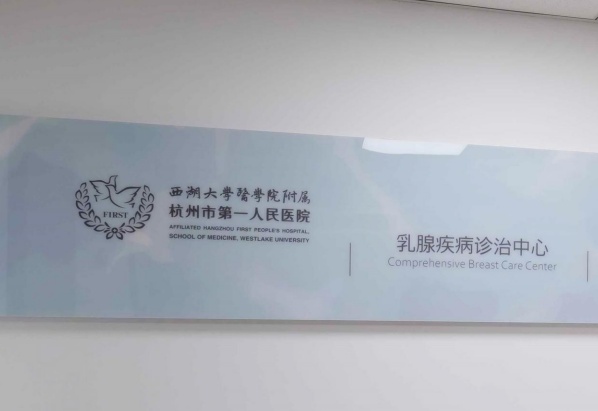 FIRST
西湖大學醫學院附属
杭州市第一人民医院
AFFILIATED HANGZHOU FIRST PEOPLE'S HOSPITAL,
SCHOOL OF MEDICINE, WESTLAKE UNIVERSITY
乳腺疾病诊治中心
Comprehensive Breast Care Center